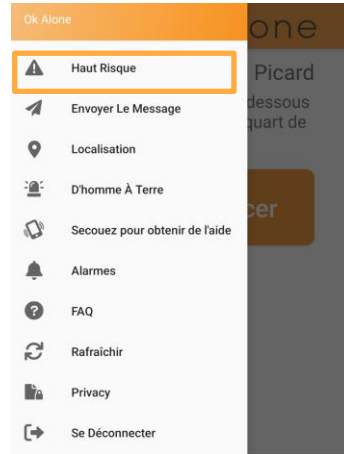 Ok Alone
one
Haut Risque
Picard
Envoyer Le Message
dessous
quart de
Localisation
D'homme À Terre
cer
Secouez pour obtenir de l'aide
Alarmes
FAQ
Rafraîchir
Privacy
Se Déconnecter